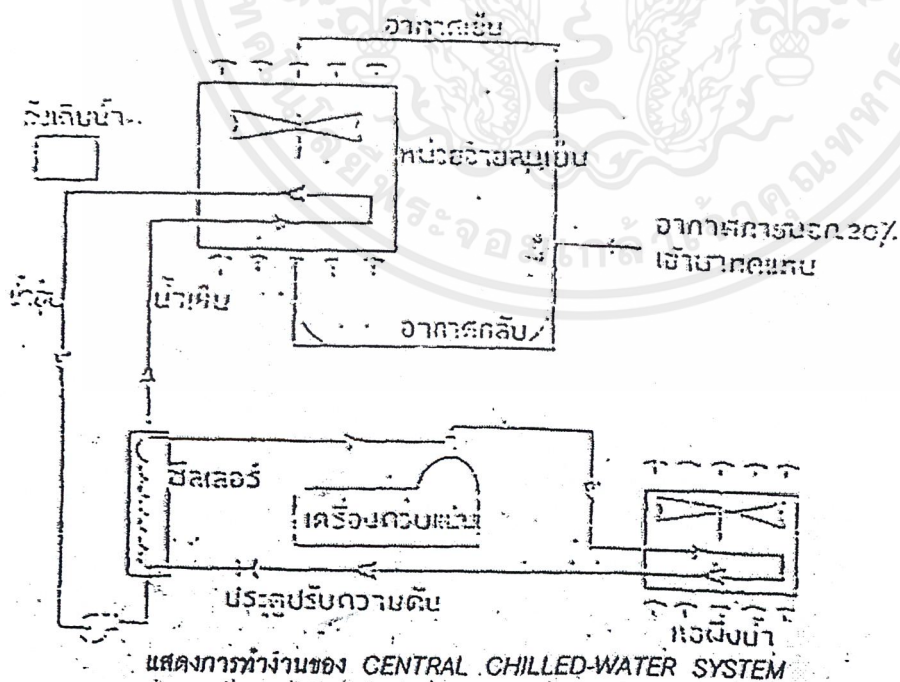 อากาศเย็น
ถังเติมน้ำ
หน่วยจ่ายลมเย็น
อากาศภายนอก 20%
เข้ามาทดแทน
น้ำเย็น
อากาศกลับ
ชิลเลอร์
เครื่องควบแน่น
ประตูปรับความดัน
หอผึ่งน้ำ
แสดงการทำงานของ CENTRAL CHILLED-WATER SYSTEM